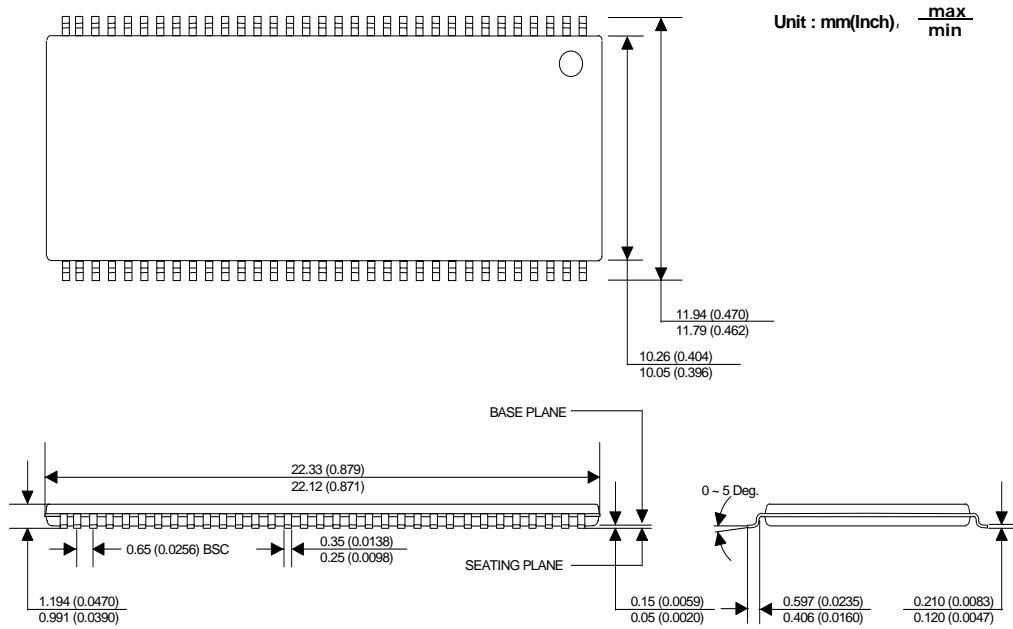 Unit : mm(Inch), max
min
11.94 (0.470)
11.79 (0.462)
10.26 (0.404)
10.05 (0.396)
BASE PLANE
22.33 (0.879)
22.12 (0.871)
0 ~ 5 Deg.
0.65 (0.0256) BSC
0.35 (0.0138)
0.25 (0.0098)
SEATING PLANE
1.194 (0.0470)
0.991 (0.0390)
0.15 (0.0059)
0.05 (0.0020)
0.597 (0.0235)
0.406 (0.0160)
0.210 (0.0083)
0.120 (0.0047)